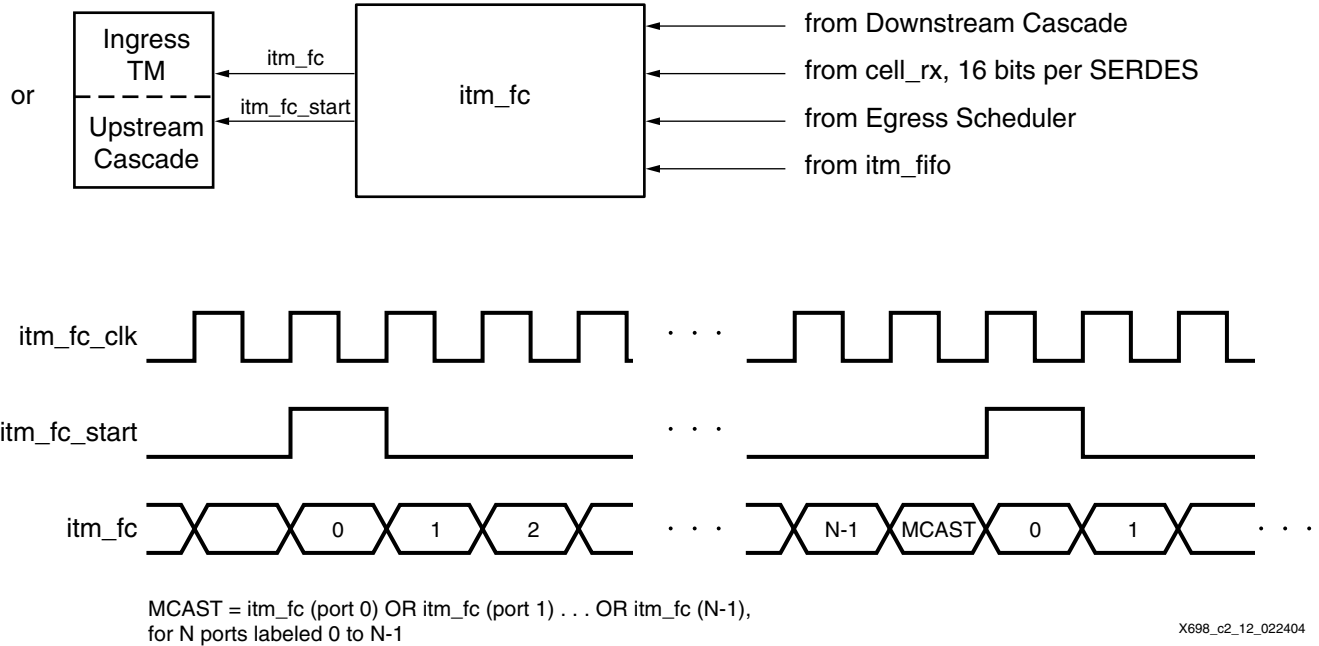 from Downstream Cascade
Ingress
TM
itm_fc
from cell_rx, 16 bits per SERDES
or
itm_fc
itm_fc_start
from Egress Scheduler
Upstream
Cascade
from itm_fifo
itm_fc_clk
. . .
itm_fc_start
. . .
itm_fc
0
1
2
. . .
N-1
MCAST
0
1
. . .
MCAST = itm_fc (port 0) OR itm_fc (port 1) . . . OR itm_fc (N-1),
for N ports labeled 0 to N-1
X698_c2_12_022404